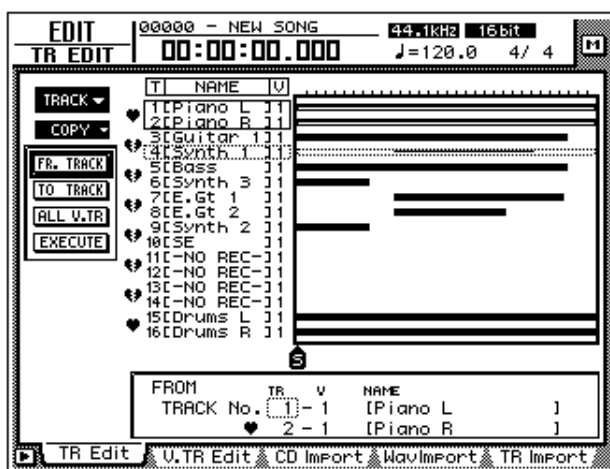 EDIT
TR EDIT
00000 - NEW SONG
00:00:00.000
44.1kHz 16bit
♩=120.0 4/ 4
M
TRACK
COPY
FR. TRACK
TO TRACK
ALL V.TR
EXECUTE
T NAME V
1[Piano L ]1
2[Piano R ]1
3[Guitar 1]1
4[Synth 1 ]1
5[Bass ]1
6[Synth 3 ]1
7[E.Gt 1 ]1
8[E.Gt 2 ]1
9[Synth 2 ]1
10[SE ]1
11[-NO REC-]1
12[-NO REC-]1
13[-NO REC-]1
14[-NO REC-]1
15[Drums L ]1
16[Drums R ]1
S
FROM TR V NAME
TRACK No. 1 - 1 [Piano L ]
♥ 2 - 1 [Piano R ]
TR Edit V.TR Edit CD Import WavImport TR Import